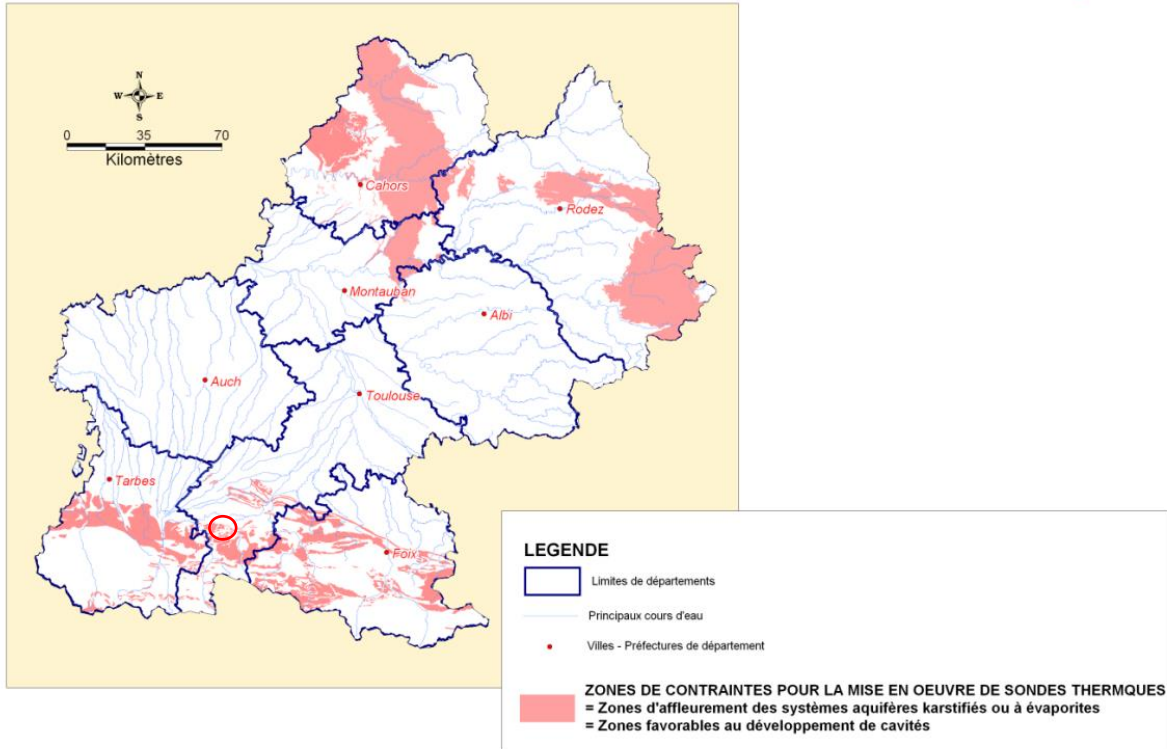 N
W E
S
0 35 70
Kilomètres
Cahors
Rodez
Montauban
Albi
Auch
Toulouse
Tarbes
Foix
LEGENDE
Limites de départements
Principaux cours d'eau
Villes - Préfectures de département
ZONES DE CONTRAINTES POUR LA MISE EN OEUVRE DE SONDES THERMQUES
= Zones d'affleurement des systèmes aquifères karstifiés ou à évaporites
= Zones favorables au développement de cavités